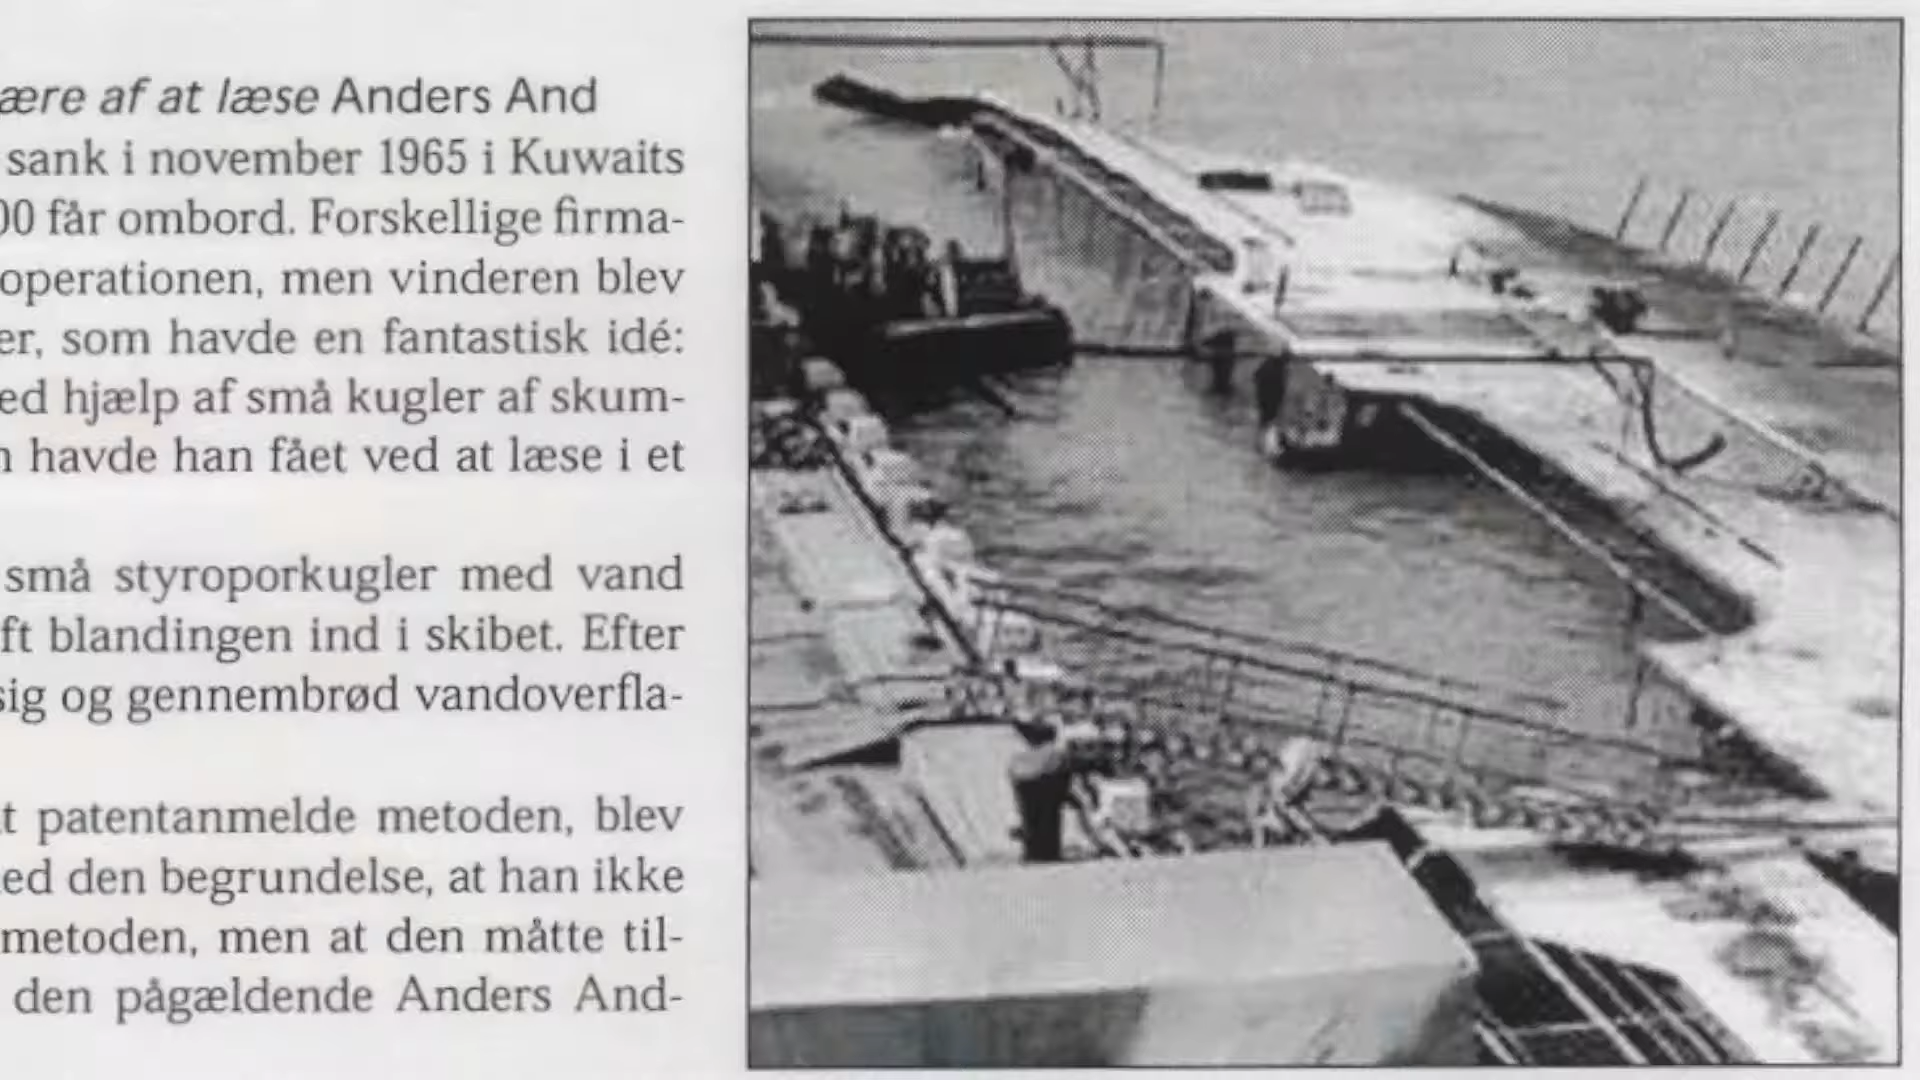 ære af at læse Anders And
sank i november 1965 i Kuwaits
00 får ombord. Forskellige firma-
operationen, men vinderen blev
er, som havde en fantastisk idé:
ed hjælp af små kugler af skum-
havde han fået ved at læse i et
små styroporkugler med vand
ft blandingen ind i skibet. Efter
sig og gennembrød vandoverfla-
t patentanmelde metoden, blev
ed den begrundelse, at han ikke
metoden, men at den måtte til-
den pågældende Anders And-